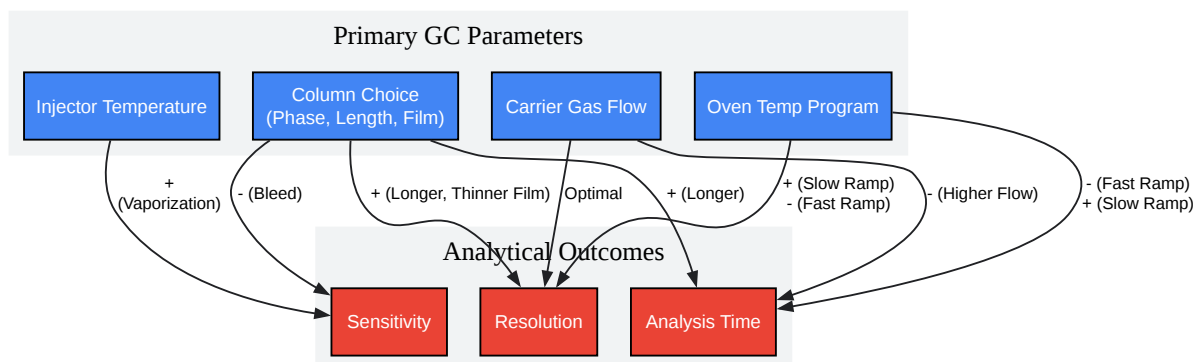 Primary GC Parameters
Injector Temperature
Column Choice
(Phase, Length, Film)
Carrier Gas Flow
Oven Temp Program
+
(Vaporization)
- (Bleed)
+ (Longer, Thinner Film)
Optimal
+ (Longer)
+ (Slow Ramp)
- (Fast Ramp)
- (Higher Flow)
- (Fast Ramp)
+ (Slow Ramp)
Analytical Outcomes
Sensitivity
Resolution
Analysis Time